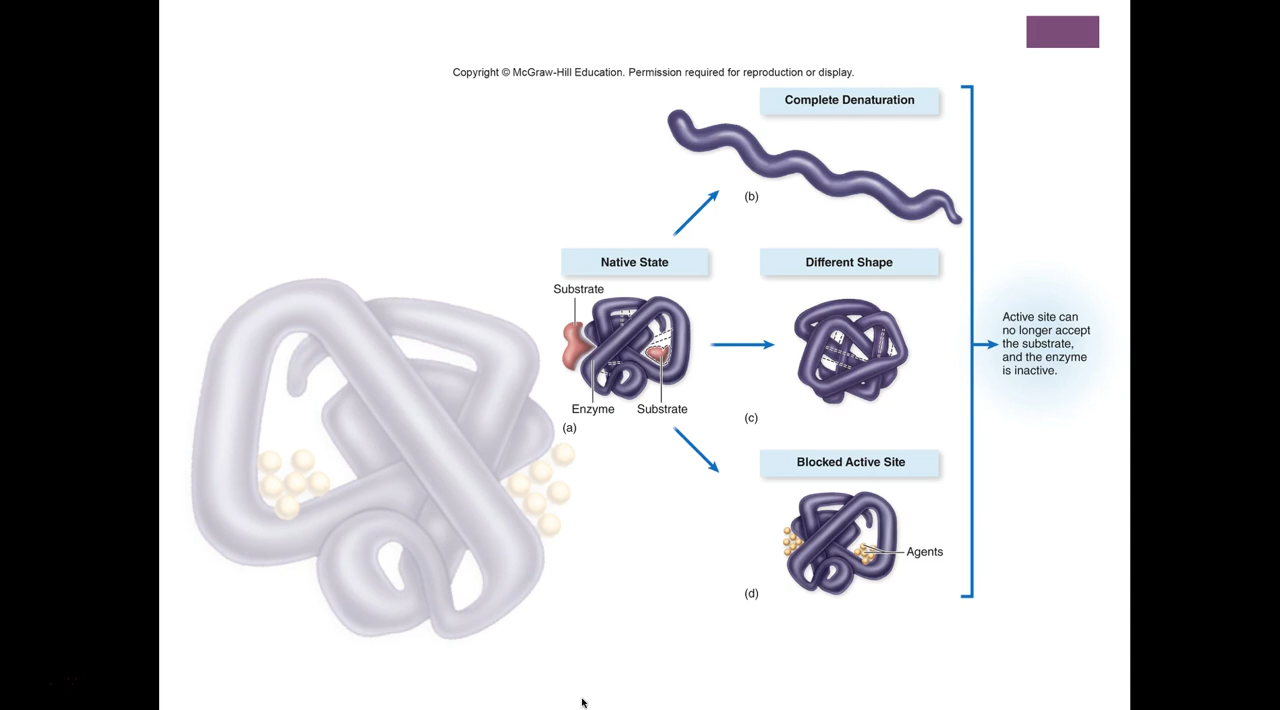 Copyright © McGraw-Hill Education. Permission required for reproduction or display.
Complete Denaturation
(b)
Native State
Different Shape
Substrate
Enzyme
Substrate
(a)
(c)
Active site can
no longer accept
the substrate,
and the enzyme
is inactive.
Blocked Active Site
Agents
(d)